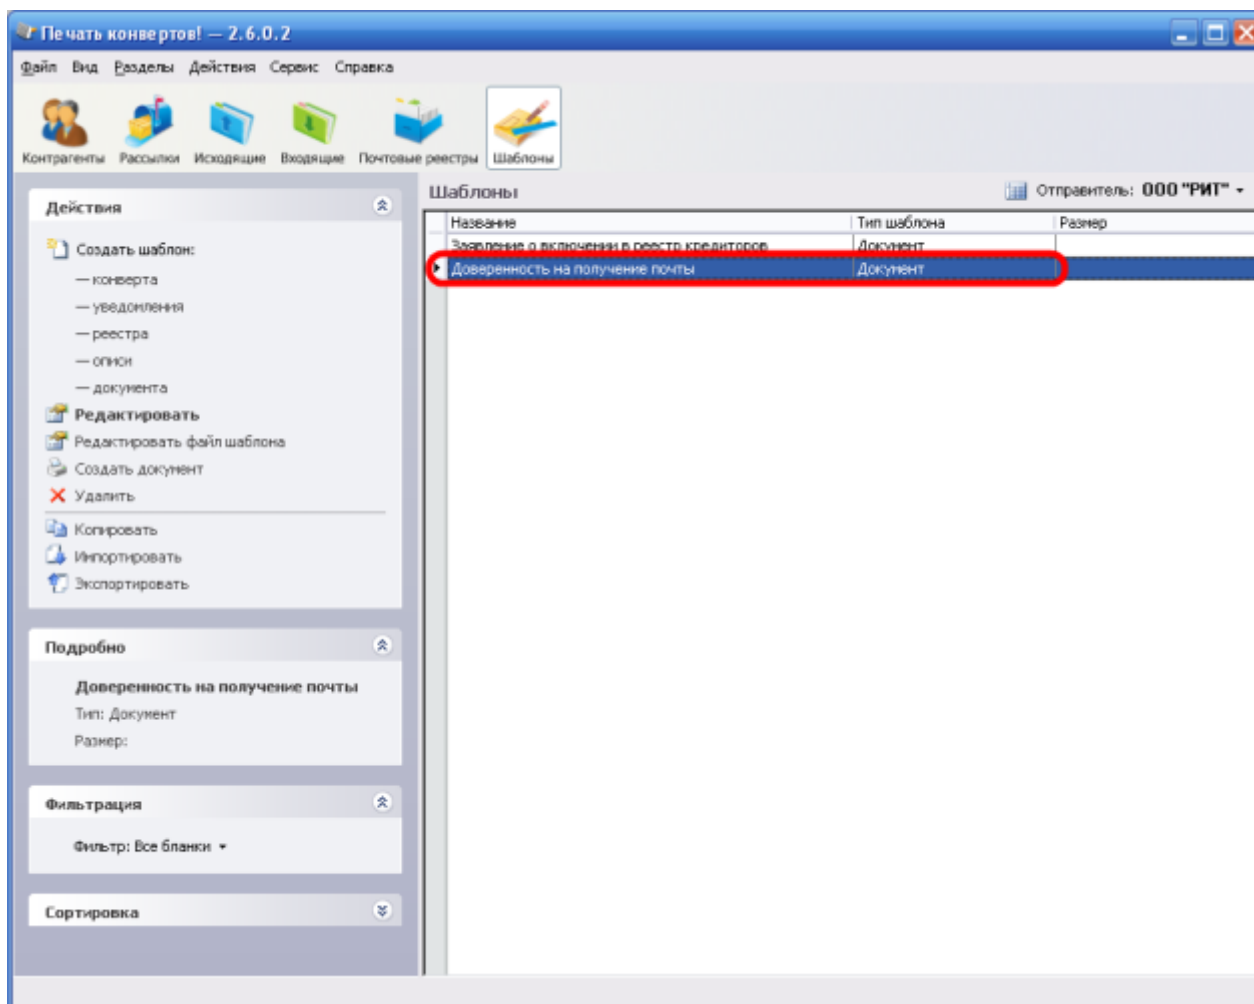 Печать конвертов! — 2.6.0.2
Файл Вид Разделы Действия Сервис Справка
Контрагенты Рассылки Исходящие Входящие Почтовые реестры Шаблоны
Шаблоны Отправитель: ООО "РИТ"
Действия
Создать шаблон:
— конверта
— уведомления
— реестра
— описи
— документа
Редактировать
Редактировать файл шаблона
Создать документ
Удалить
Копировать
Импортировать
Экспортировать
Название Тип шаблона Размер
Заявление о включении в реестр кредиторов Документ
Доверенность на получение почты Документ
Подробно
Доверенность на получение почты
Тип: Документ
Размер:
Фильтрация
Фильтр: Все бланки
Сортировка